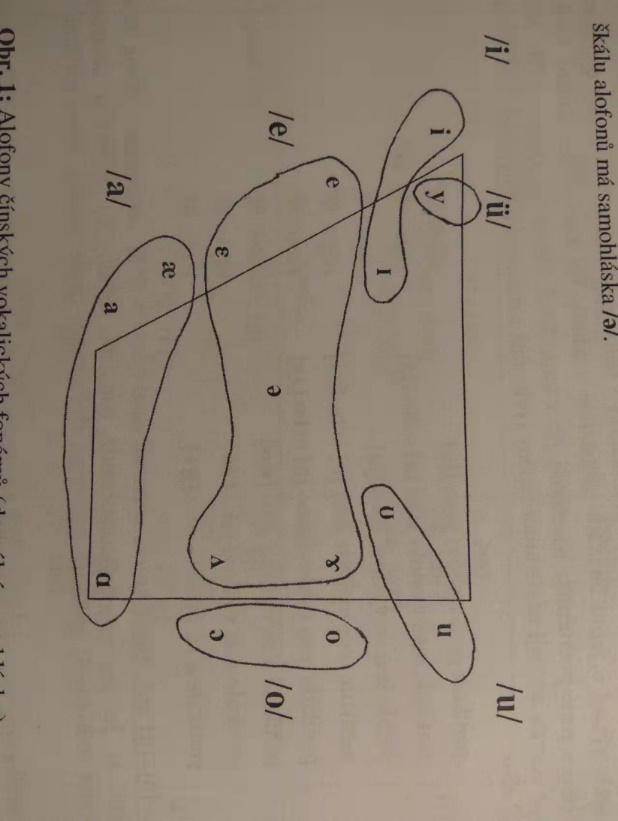 škálu alofonů má samohláska /ə/.
/i/ /ü/ /u/
i y u
ɪ ʊ
e ɤ o
/e/ ə /o/
ɛ ʌ ɔ
æ
/a/ a ɑ
Obr. 1: Alofony čínských vokalických fonémů